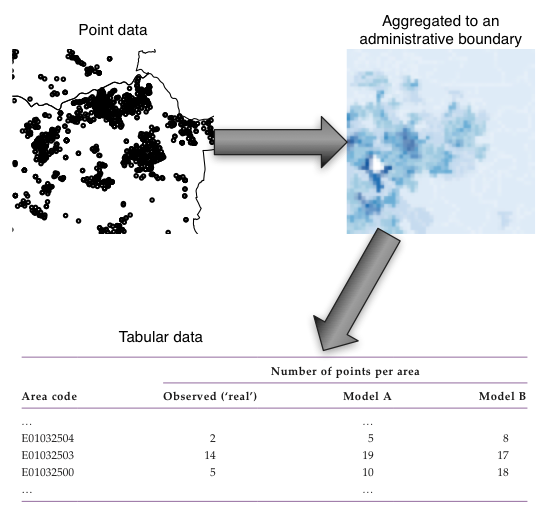 Point data
Aggregated to an
administrative boundary
Tabular data
Number of points per area
Area code Observed (‘real’) Model A Model B
... ...
E01032504 2 5 8
E01032503 14 19 17
E01032500 5 10 18
... ...